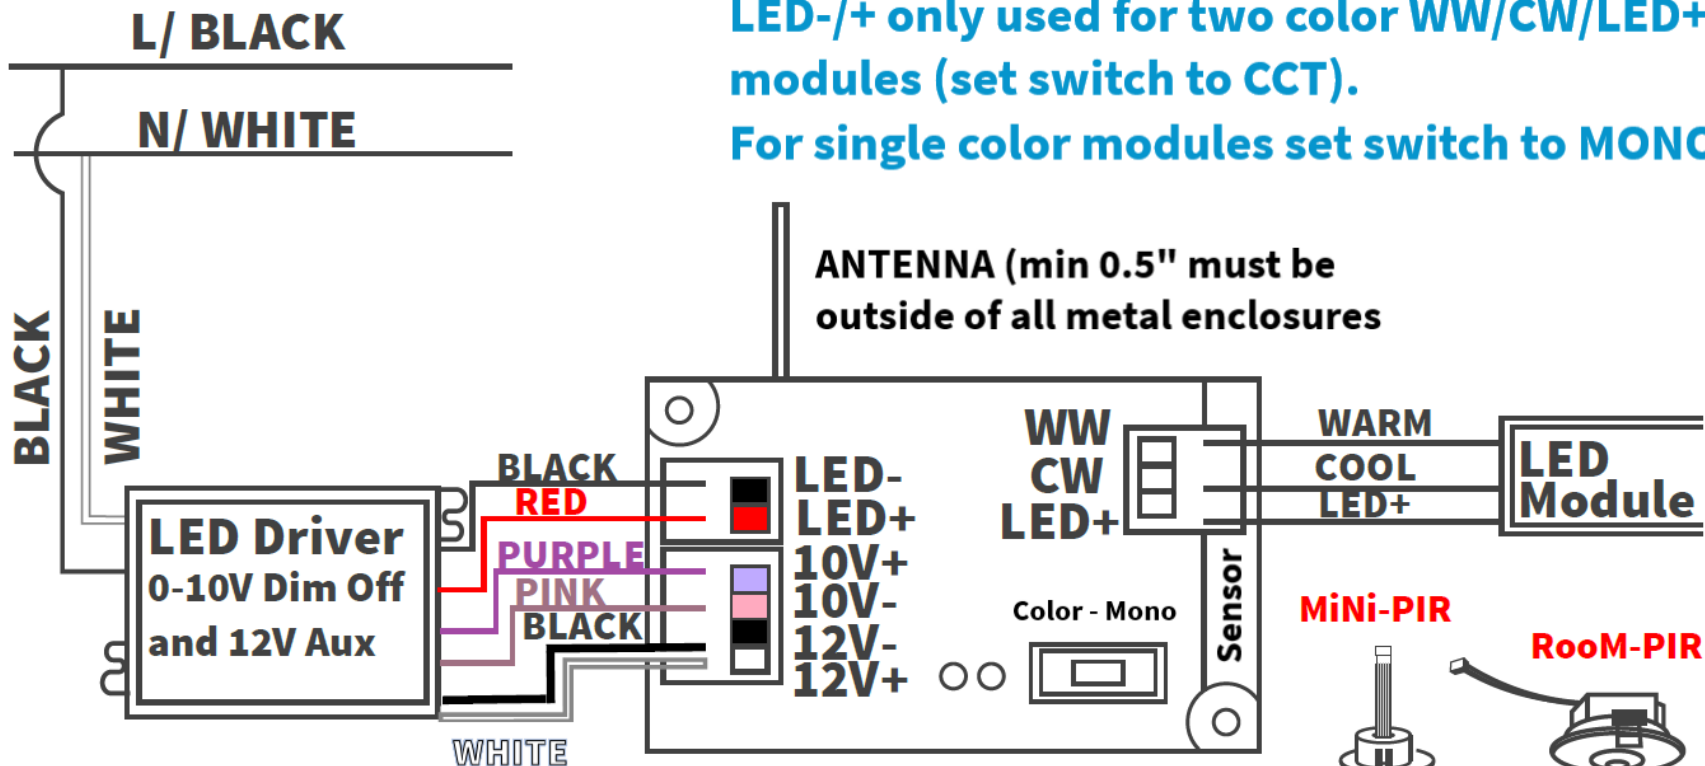 L/ BLACK
N/ WHITE
LED-/+ only used for two color WW/CW/LED+
modules (set switch to CCT).
For single color modules set switch to MONO
ANTENNA (min 0.5" must be
outside of all metal enclosures
BLACK
WHITE
LED Driver
0-10V Dim Off
and 12V Aux
BLACK
RED
PURPLE
PINK
BLACK
WHITE
LED-
LED+
10V+
10V-
12V-
12V+
WW
CW
LED+
Color - Mono
Sensor
WARM
COOL
LED+
LED
Module
MiNi-PIR
RooM-PIR